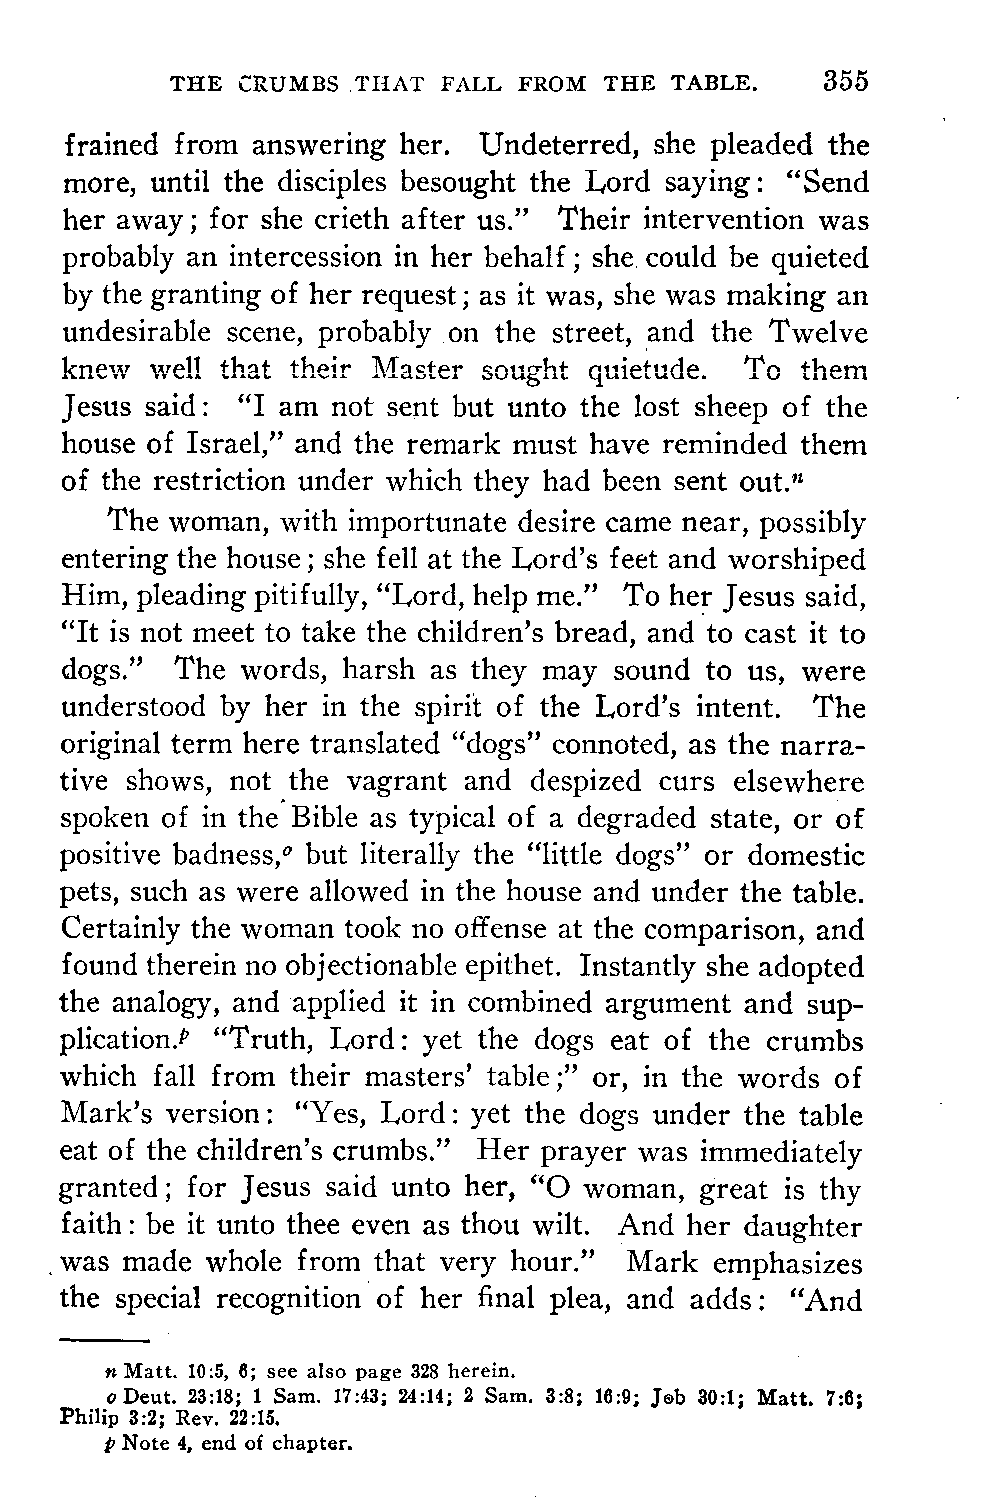 THE CRUMBS THAT FALL FROM THE TABLE. 355
frained from answering her. Undeterred, she pleaded the
more, until the disciples besought the Lord saying: “Send
her away; for she crieth after us.” Their intervention was
probably an intercession in her behalf; she could be quieted
by the granting of her request; as it was, she was making an
undesirable scene, probably on the street, and the Twelve
knew well that their Master sought quietude. To them
Jesus said: “I am not sent but unto the lost sheep of the
house of Israel,” and the remark must have reminded them
of the restriction under which they had been sent out.n
The woman, with importunate desire came near, possibly
entering the house; she fell at the Lord’s feet and worshiped
Him, pleading pitifully, “Lord, help me.” To her Jesus said,
“It is not meet to take the children’s bread, and to cast it to
dogs.” The words, harsh as they may sound to us, were
understood by her in the spirit of the Lord’s intent. The
original term here translated “dogs” connoted, as the narra-
tive shows, not the vagrant and despized curs elsewhere
spoken of in the Bible as typical of a degraded state, or of
positive badness,o but literally the “little dogs” or domestic
pets, such as were allowed in the house and under the table.
Certainly the woman took no offense at the comparison, and
found therein no objectionable epithet. Instantly she adopted
the analogy, and applied it in combined argument and sup-
plication.p “Truth, Lord: yet the dogs eat of the crumbs
which fall from their masters’ table;” or, in the words of
Mark’s version: “Yes, Lord: yet the dogs under the table
eat of the children’s crumbs.” Her prayer was immediately
granted; for Jesus said unto her, “O woman, great is thy
faith: be it unto thee even as thou wilt. And her daughter
was made whole from that very hour.” Mark emphasizes
the special recognition of her final plea, and adds: “And
n Matt. 10:5, 6; see also page 328 herein.
o Deut. 23:18; 1 Sam. 17:43; 24:14; 2 Sam. 3:8; 16:9; Job 30:1; Matt. 7:6;
Philip 3:2; Rev. 22:15.
p Note 4, end of chapter.